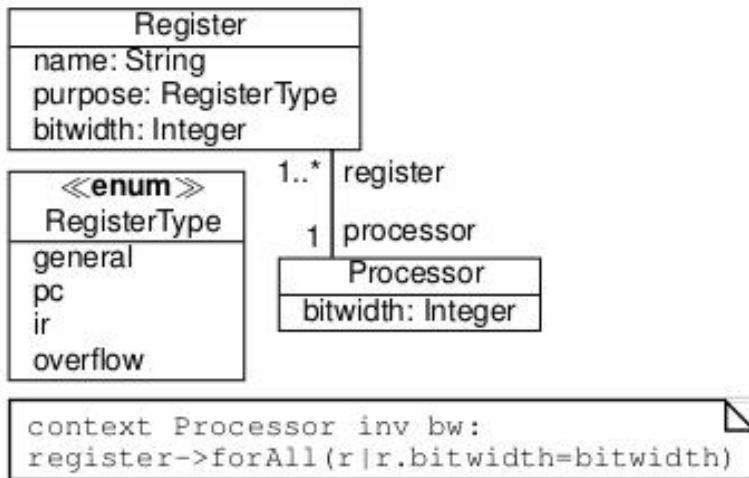 Register
name: String
purpose: RegisterType
bitwidth: Integer
1..* register
≪enum≫
RegisterType
general
pc
ir
overflow
1 processor
Processor
bitwidth: Integer
context Processor inv bw:
register->forAll(r|r.bitwidth=bitwidth)